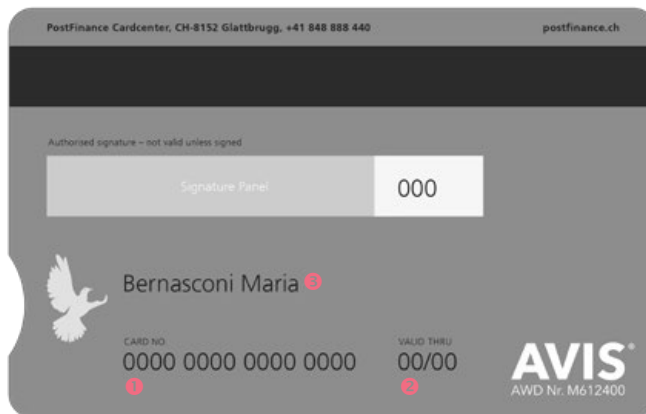 PostFinance Cardcenter, CH-8152 Glattbrugg, +41 848 888 440 postfinance.ch
Authorised signature – not valid unless signed
Signature Panel 000
Bernasconi Maria 3
CARD NO VALID THRU
0000 0000 0000 0000 00/00
1 2
AVIS®
AWD Nr. M612400